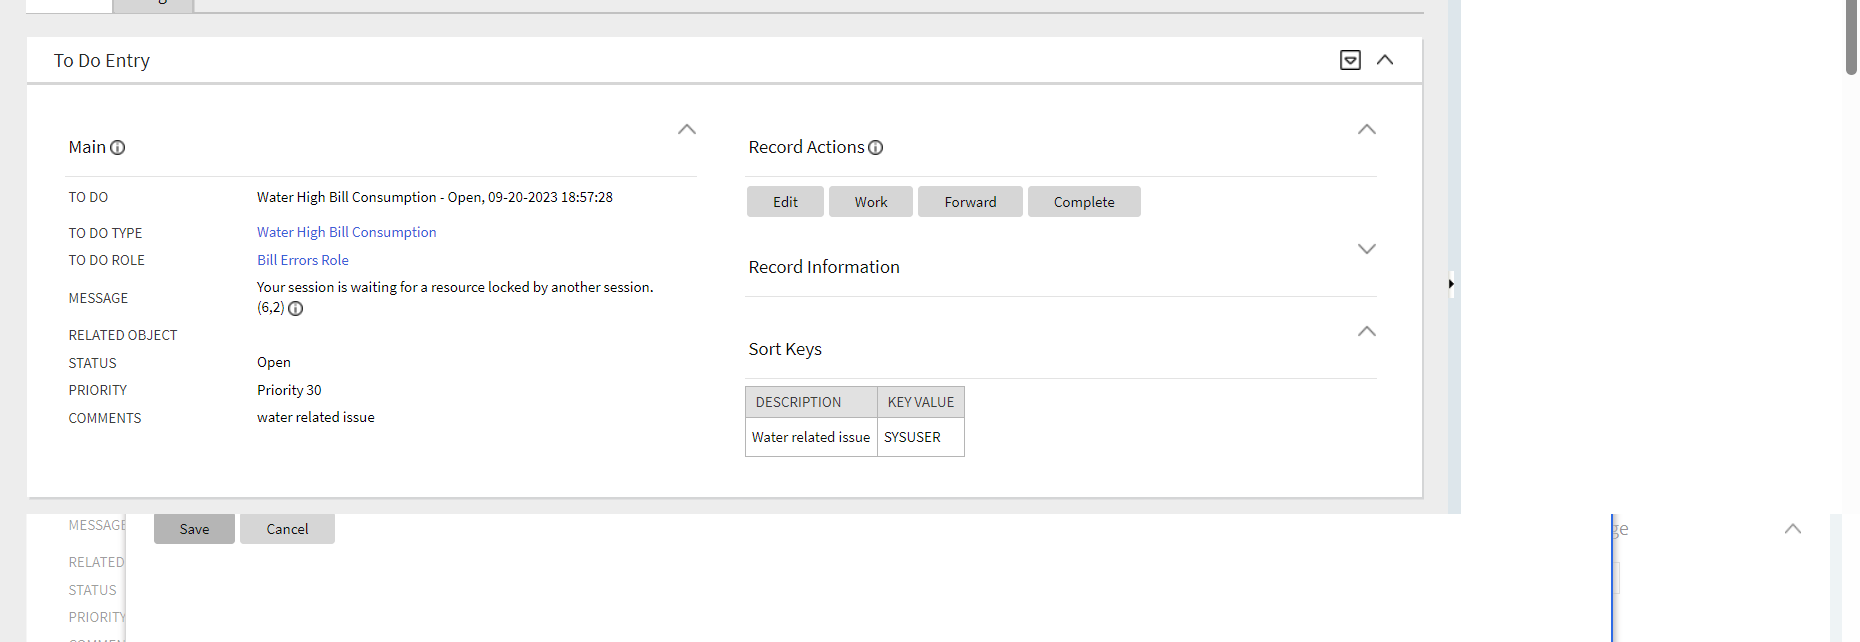 To Do Entry
Main
TO DO Water High Bill Consumption - Open, 09-20-2023 18:57:28
TO DO TYPE Water High Bill Consumption
TO DO ROLE Bill Errors Role
MESSAGE Your session is waiting for a resource locked by another session.
(6,2)
RELATED OBJECT
STATUS Open
PRIORITY Priority 30
COMMENTS water related issue
Record Actions
Edit Work Forward Complete
Record Information
Sort Keys
DESCRIPTION KEY VALUE
Water related issue SYSUSER
MESSAGE
Save Cancel
RELATED
STATUS
PRIORITY